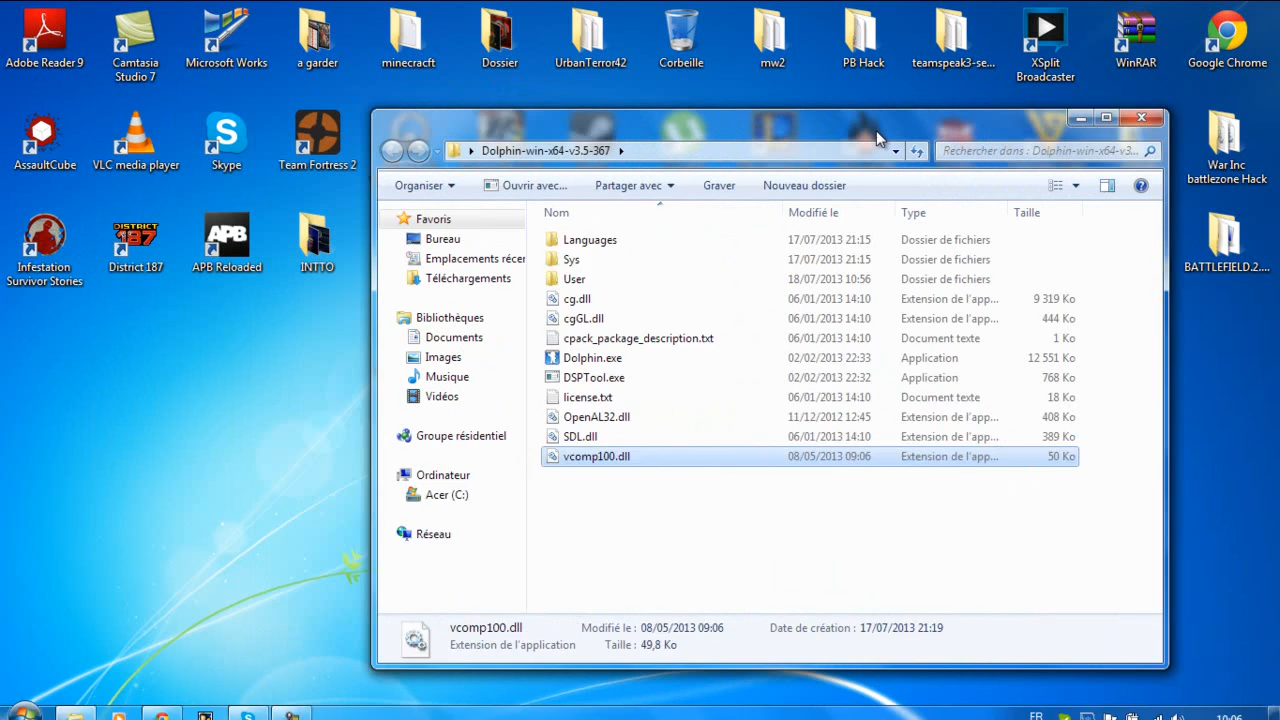 Adobe Reader 9
Camtasia Studio 7
Microsoft Works
a garder
minecracft
Dossier
UrbanTerror42
Corbeille
mw2
PB Hack
teamspeak3-se...
XSplit Broadcaster
WinRAR
Google Chrome
AssaultCube
VLC media player
Skype
Team Fortress 2
War Inc battlezone Hack
Infestation Survivor Stories
DISTRICT 187
District 187
APB
APB Reloaded
INTTO
BATTLEFIELD.2....
Dolphin-win-x64-v3.5-367
Rechercher dans : Dolphin-win-x64-v3...
Organiser
Ouvrir avec...
Partager avec
Graver
Nouveau dossier
Favoris
Bureau
Emplacements récer
Téléchargements
Bibliothèques
Documents
Images
Musique
Vidéos
Groupe résidentiel
Ordinateur
Acer (C:)
Réseau
Nom Modifié le Type Taille
Languages 17/07/2013 21:15 Dossier de fichiers
Sys 17/07/2013 21:15 Dossier de fichiers
User 18/07/2013 10:56 Dossier de fichiers
cg.dll 06/01/2013 14:10 Extension de l'app... 9 319 Ko
cgGL.dll 06/01/2013 14:10 Extension de l'app... 444 Ko
cpack_package_description.txt 06/01/2013 14:10 Document texte 1 Ko
Dolphin.exe 02/02/2013 22:33 Application 12 551 Ko
DSPTool.exe 02/02/2013 22:32 Application 768 Ko
license.txt 06/01/2013 14:10 Document texte 18 Ko
OpenAL32.dll 11/12/2012 12:45 Extension de l'app... 408 Ko
SDL.dll 06/01/2013 14:10 Extension de l'app... 389 Ko
vcomp100.dll 08/05/2013 09:06 Extension de l'app... 50 Ko
vcomp100.dll Modifié le : 08/05/2013 09:06 Date de création : 17/07/2013 21:19
Extension de l'application Taille : 49,8 Ko
FR
10:06